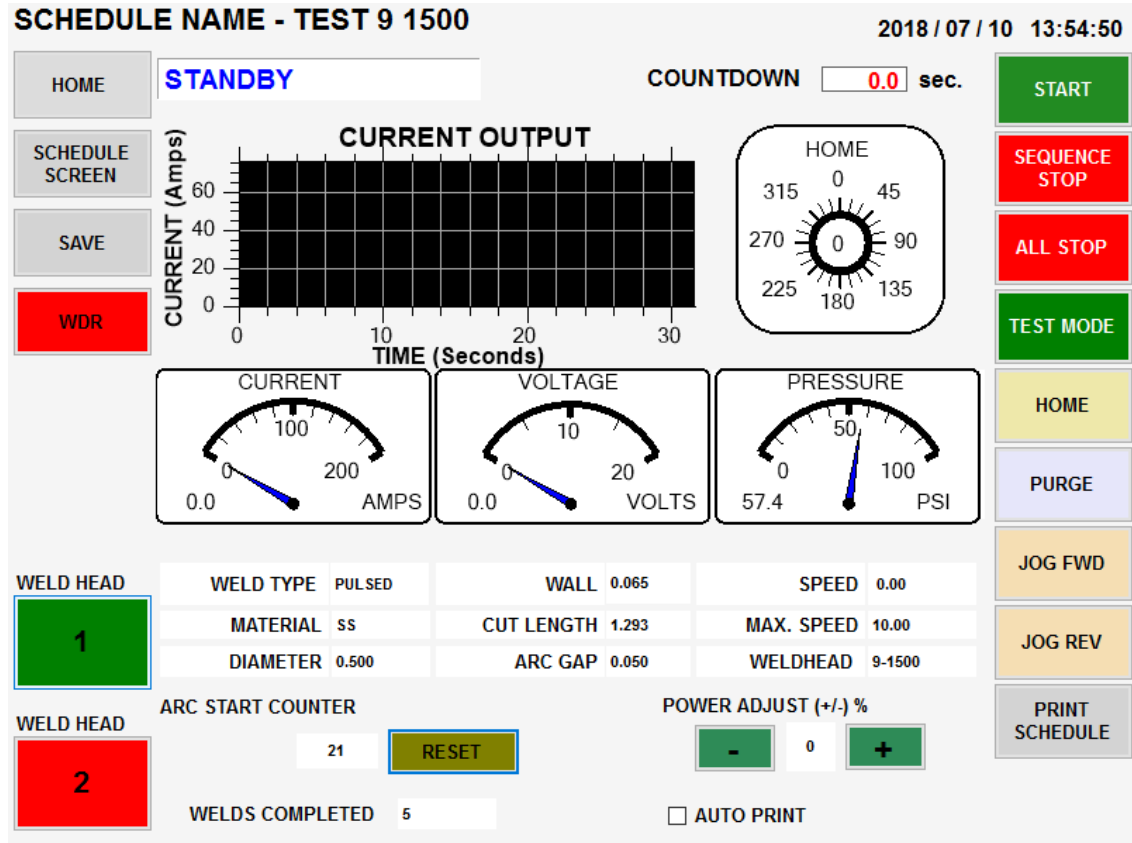 SCHEDULE NAME - TEST 9 1500
2018 / 07 / 10 13:54:50
HOME
STANDBY
COUNTDOWN 0.0 sec.
START
SCHEDULE
SCREEN
SAVE
WDR
CURRENT OUTPUT
CURRENT (Amps)
60
40
20
0
0 10 20 30
TIME (Seconds)
HOME
0
315 45
270 0 90
225 135
180
SEQUENCE
STOP
ALL STOP
TEST MODE
CURRENT
100
0 200
0.0 AMPS
VOLTAGE
10
0 20
0.0 VOLTS
PRESSURE
50
0 100
57.4 PSI
HOME
PURGE
JOG FWD
JOG REV
PRINT
SCHEDULE
WELD HEAD
1
WELD HEAD
2
WELD TYPE PULSED WALL 0.065 SPEED 0.00
MATERIAL SS CUT LENGTH 1.293 MAX. SPEED 10.00
DIAMETER 0.500 ARC GAP 0.050 WELDHEAD 9-1500
ARC START COUNTER
21 RESET
POWER ADJUST (+/-) %
- 0 +
WELDS COMPLETED 5
AUTO PRINT